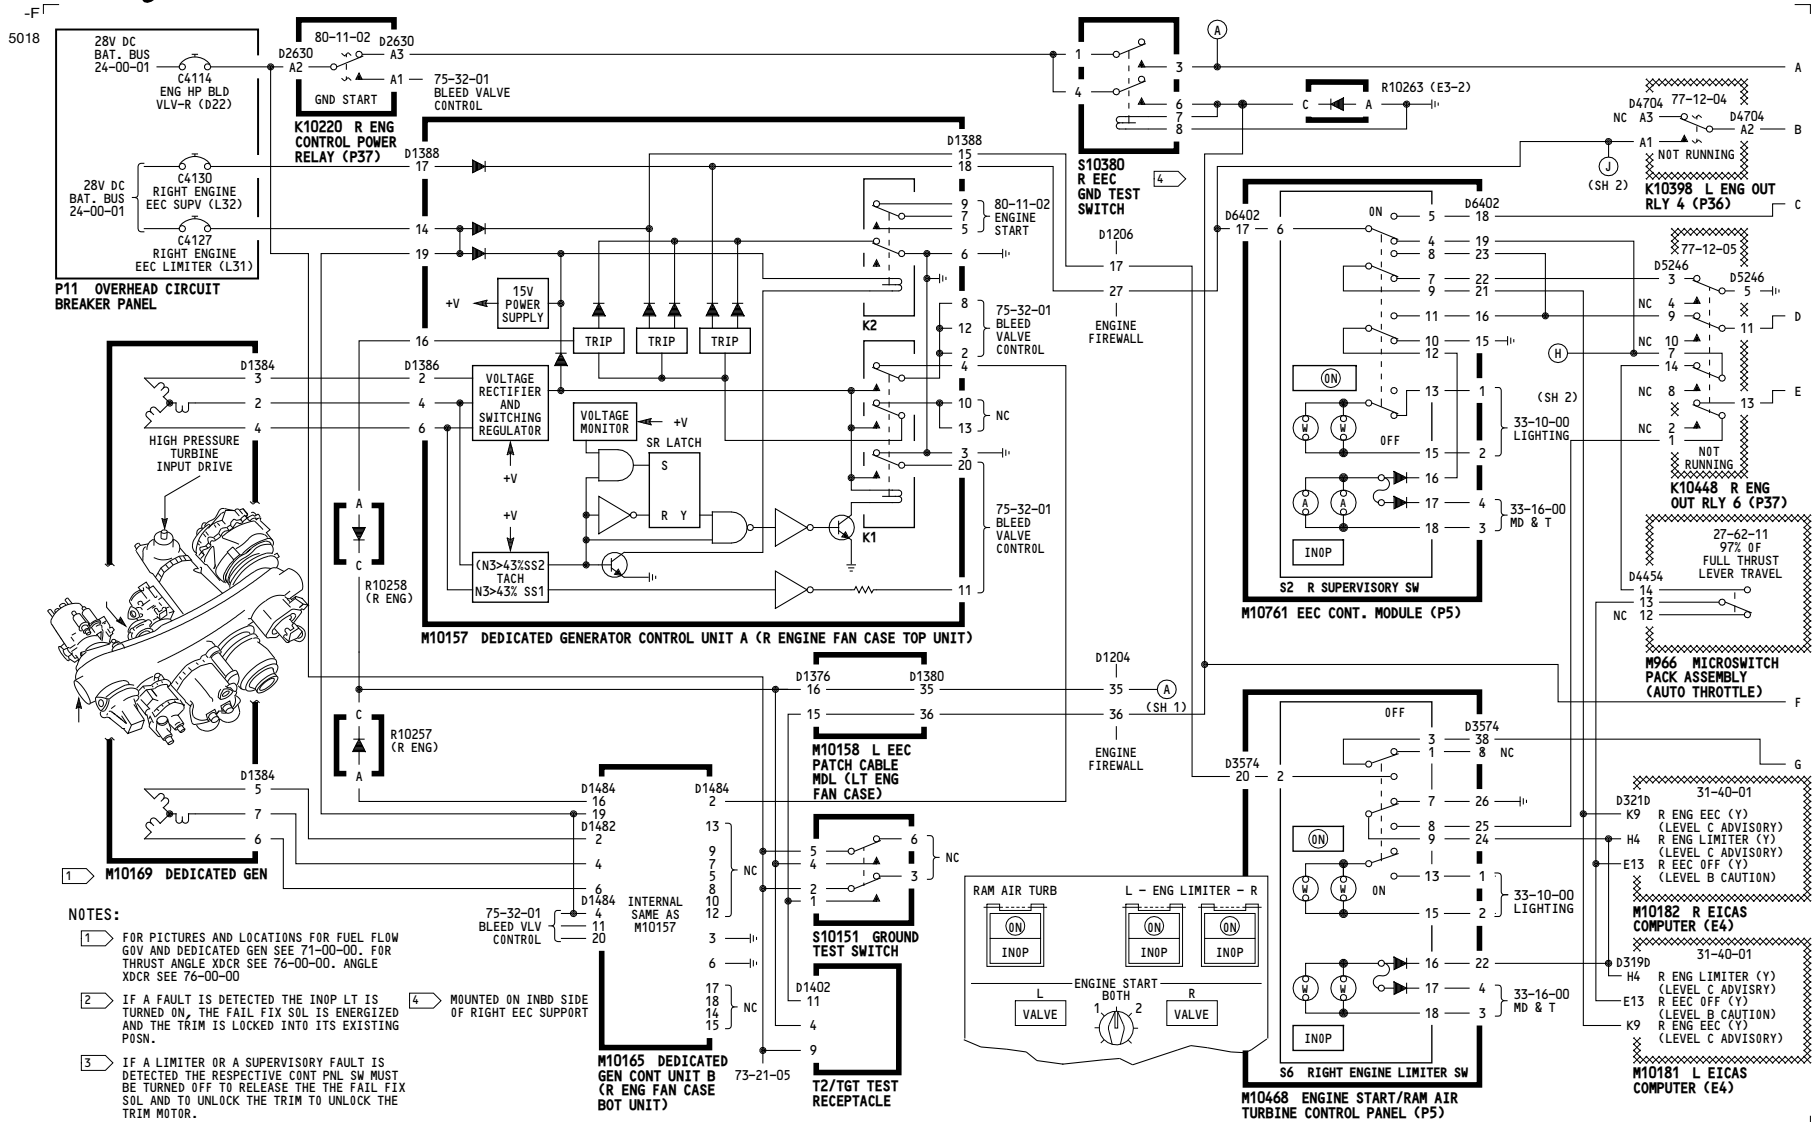 -F
5018
28V DC
BAT. BUS
24-00-01
C4114
ENG HP BLD
VLV-R (D22)
28V DC
BAT. BUS
24-00-01
C4130
RIGHT ENGINE
EEC SUPV (L32)
C4127
RIGHT ENGINE
EEC LIMITER (L31)
P11 OVERHEAD CIRCUIT
BREAKER PANEL
D2630
A2
80-11-02
D2630
A3
A1
GND START
75-32-01
BLEED VALVE
CONTROL
K10220 R ENG
CONTROL POWER
RELAY (P37)
D1388
17
14
19
16
D1386
2
4
6
15V
POWER
SUPPLY
+V
TRIP
TRIP
TRIP
VOLTAGE
RECTIFIER
AND
SWITCHING
REGULATOR
+V
VOLTAGE
MONITOR
+V
SR LATCH
S
R Y
+V
(N3>43%SS2
TACH
N3>43% SS1
K2
K1
D1388
15
18
9
7
5
80-11-02
ENGINE
START
6
8
12
2
75-32-01
BLEED
VALVE
CONTROL
4
10
13
NC
3
20
75-32-01
BLEED
VALVE
CONTROL
11
M10157 DEDICATED GENERATOR CONTROL UNIT A (R ENGINE FAN CASE TOP UNIT)
D1384
3
2
4
HIGH PRESSURE
TURBINE
INPUT DRIVE
D1384
5
7
6
1
M10169 DEDICATED GEN
A
C
R10258
(R ENG)
C
A
R10257
(R ENG)
1
3
4
6
7
8
S10380
R EEC
GND TEST
SWITCH
4
A
C
A
R10263 (E3-2)
D1206
17
27
ENGINE
FIREWALL
D1204
35
36
A
(SH 1)
ENGINE
FIREWALL
D1376
16
15
D1380
35
36
M10158 L EEC
PATCH CABLE
MDL (LT ENG
FAN CASE)
D1484
16
19
D1482
2
4
6
D1484
4
11
20
75-32-01
BLEED VLV
CONTROL
INTERNAL
SAME AS
M10157
D1484
2
13
9
7
5
8
10
12
NC
3
6
17
18
14
15
NC
M10165 DEDICATED
GEN CONT UNIT B
(R ENG FAN CASE
BOT UNIT)
5
4
2
1
6
3
NC
S10151 GROUND
TEST SWITCH
D1402
11
4
9
73-21-05
T2/TGT TEST
RECEPTACLE
D6402
17
6
ON
5
4
8
7
9
11
10
12
13
15
16
17
18
D6402
18
19
23
22
21
16
15
1
2
4
3
ON
W
W
OFF
A
A
INOP
33-10-00
LIGHTING
33-16-00
MD & T
S2 R SUPERVISORY SW
M10761 EEC CONT. MODULE (P5)
D3574
20
2
OFF
3
1
7
8
9
13
15
16
17
18
D3574
38
8 NC
26
25
24
1
2
22
4
3
ON
W
W
ON
W
W
INOP
33-10-00
LIGHTING
33-16-00
MD & T
S6 RIGHT ENGINE LIMITER SW
M10468 ENGINE START/RAM AIR
TURBINE CONTROL PANEL (P5)
D4704
NC A3
A1
77-12-04
D4704
A2
NOT RUNNING
K10398 L ENG OUT
RLY 4 (P36)
J
(SH 2)
H
(SH 2)
77-12-05
D5246
3
NC 4
9
NC 10
7
14
NC 8
NC 2
1
D5246
5
11
13
NOT
RUNNING
K10448 R ENG
OUT RLY 6 (P37)
27-62-11
97% OF
FULL THRUST
LEVER TRAVEL
D4454
14
13
NC 12
M966 MICROSWITCH
PACK ASSEMBLY
(AUTO THROTTLE)
31-40-01
D321D
K9 R ENG EEC (Y)
(LEVEL C ADVISORY)
H4 R ENG LIMITER (Y)
(LEVEL C ADVISORY)
E13 R EEC OFF (Y)
(LEVEL B CAUTION)
M10182 R EICAS
COMPUTER (E4)
31-40-01
D319D
H4 R ENG LIMITER (Y)
(LEVEL C ADVISRY)
E13 R EEC OFF (Y)
(LEVEL B CAUTION)
K9 R ENG EEC (Y)
(LEVEL C ADVISORY)
M10181 L EICAS
COMPUTER (E4)
A
B
C
D
E
F
G
RAM AIR TURB
L - ENG LIMITER - R
ON
INOP
ON
INOP
ON
INOP
ENGINE START
L
VALVE
BOTH
1
2
R
VALVE
NOTES:
1 FOR PICTURES AND LOCATIONS FOR FUEL FLOW
GOV AND DEDICATED GEN SEE 71-00-00. FOR
THRUST ANGLE XDCR SEE 76-00-00. ANGLE
XDCR SEE 76-00-00
2 IF A FAULT IS DETECTED THE INOP LT IS
TURNED ON, THE FAIL FIX SOL IS ENERGIZED
AND THE TRIM IS LOCKED INTO ITS EXISTING
POSN.
3 IF A LIMITER OR A SUPERVISORY FAULT IS
DETECTED THE RESPECTIVE CONT PNL SW MUST
BE TURNED OFF TO RELEASE THE THE FAIL FIX
SOL AND TO UNLOCK THE TRIM TO UNLOCK THE
TRIM MOTOR.
4 MOUNTED ON INBD SIDE
OF RIGHT EEC SUPPORT